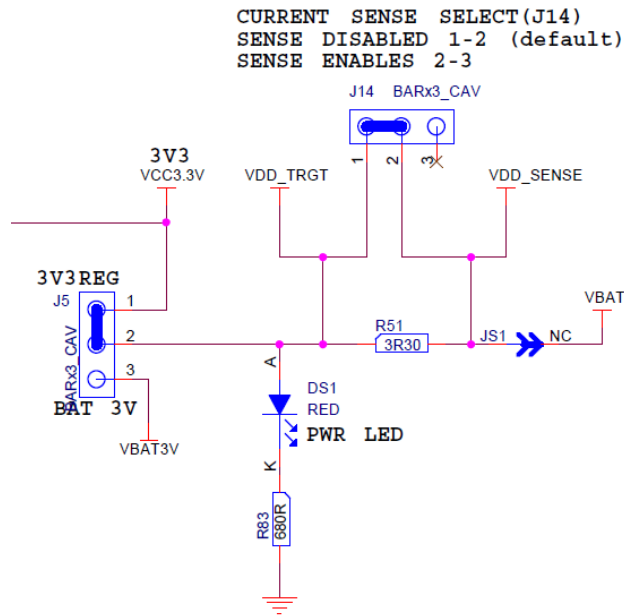 CURRENT SENSE SELECT(J14)
SENSE DISABLED 1-2 (default)
SENSE ENABLES 2-3
J14 BARx3_CAV
1 2 3
3V3
VCC3.3V
VDD_TRGT
VDD_SENSE
3V3REG
J5
1
2
3
BARx3_CAV
BAT 3V
VBAT3V
R51
3R30
JS1
NC
VBAT
A
DS1
RED
PWR LED
K
R83
680R